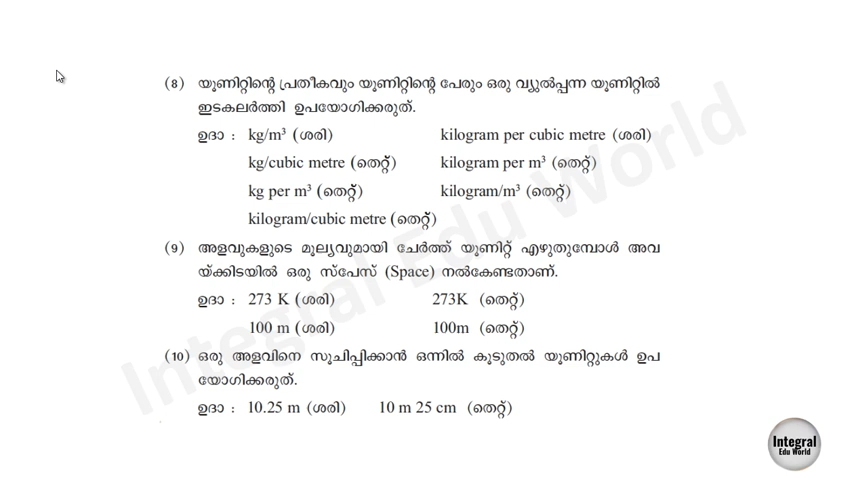 (8) യൂണിറ്റിന്റെ പ്രതീകവും യൂണിറ്റിന്റെ പേരും ഒരു വ്യുൽപ്പന്ന യൂണിറ്റിൽ
ഇടകലർത്തി ഉപയോഗിക്കരുത്.
ഉദാ : kg/m³ (ശരി) kilogram per cubic metre (ശരി)
kg/cubic metre (തെറ്റ്) kilogram per m³ (തെറ്റ്)
kg per m³ (തെറ്റ്) kilogram/m³ (തെറ്റ്)
kilogram/cubic metre (തെറ്റ്)
(9) അളവുകളുടെ മൂല്യവുമായി ചേർത്ത് യൂണിറ്റ് എഴുതുമ്പോൾ അവ
യ്ക്കിടയിൽ ഒരു സ്പേസ് (Space) നൽകേണ്ടതാണ്.
ഉദാ : 273 K (ശരി) 273K (തെറ്റ്)
100 m (ശരി) 100m (തെറ്റ്)
(10) ഒരു അളവിനെ സൂചിപ്പിക്കാൻ ഒന്നിൽ കൂടുതൽ യൂണിറ്റുകൾ ഉപ
യോഗിക്കരുത്.
ഉദാ : 10.25 m (ശരി) 10 m 25 cm (തെറ്റ്)
Integral Edu World
Integral
Edu World